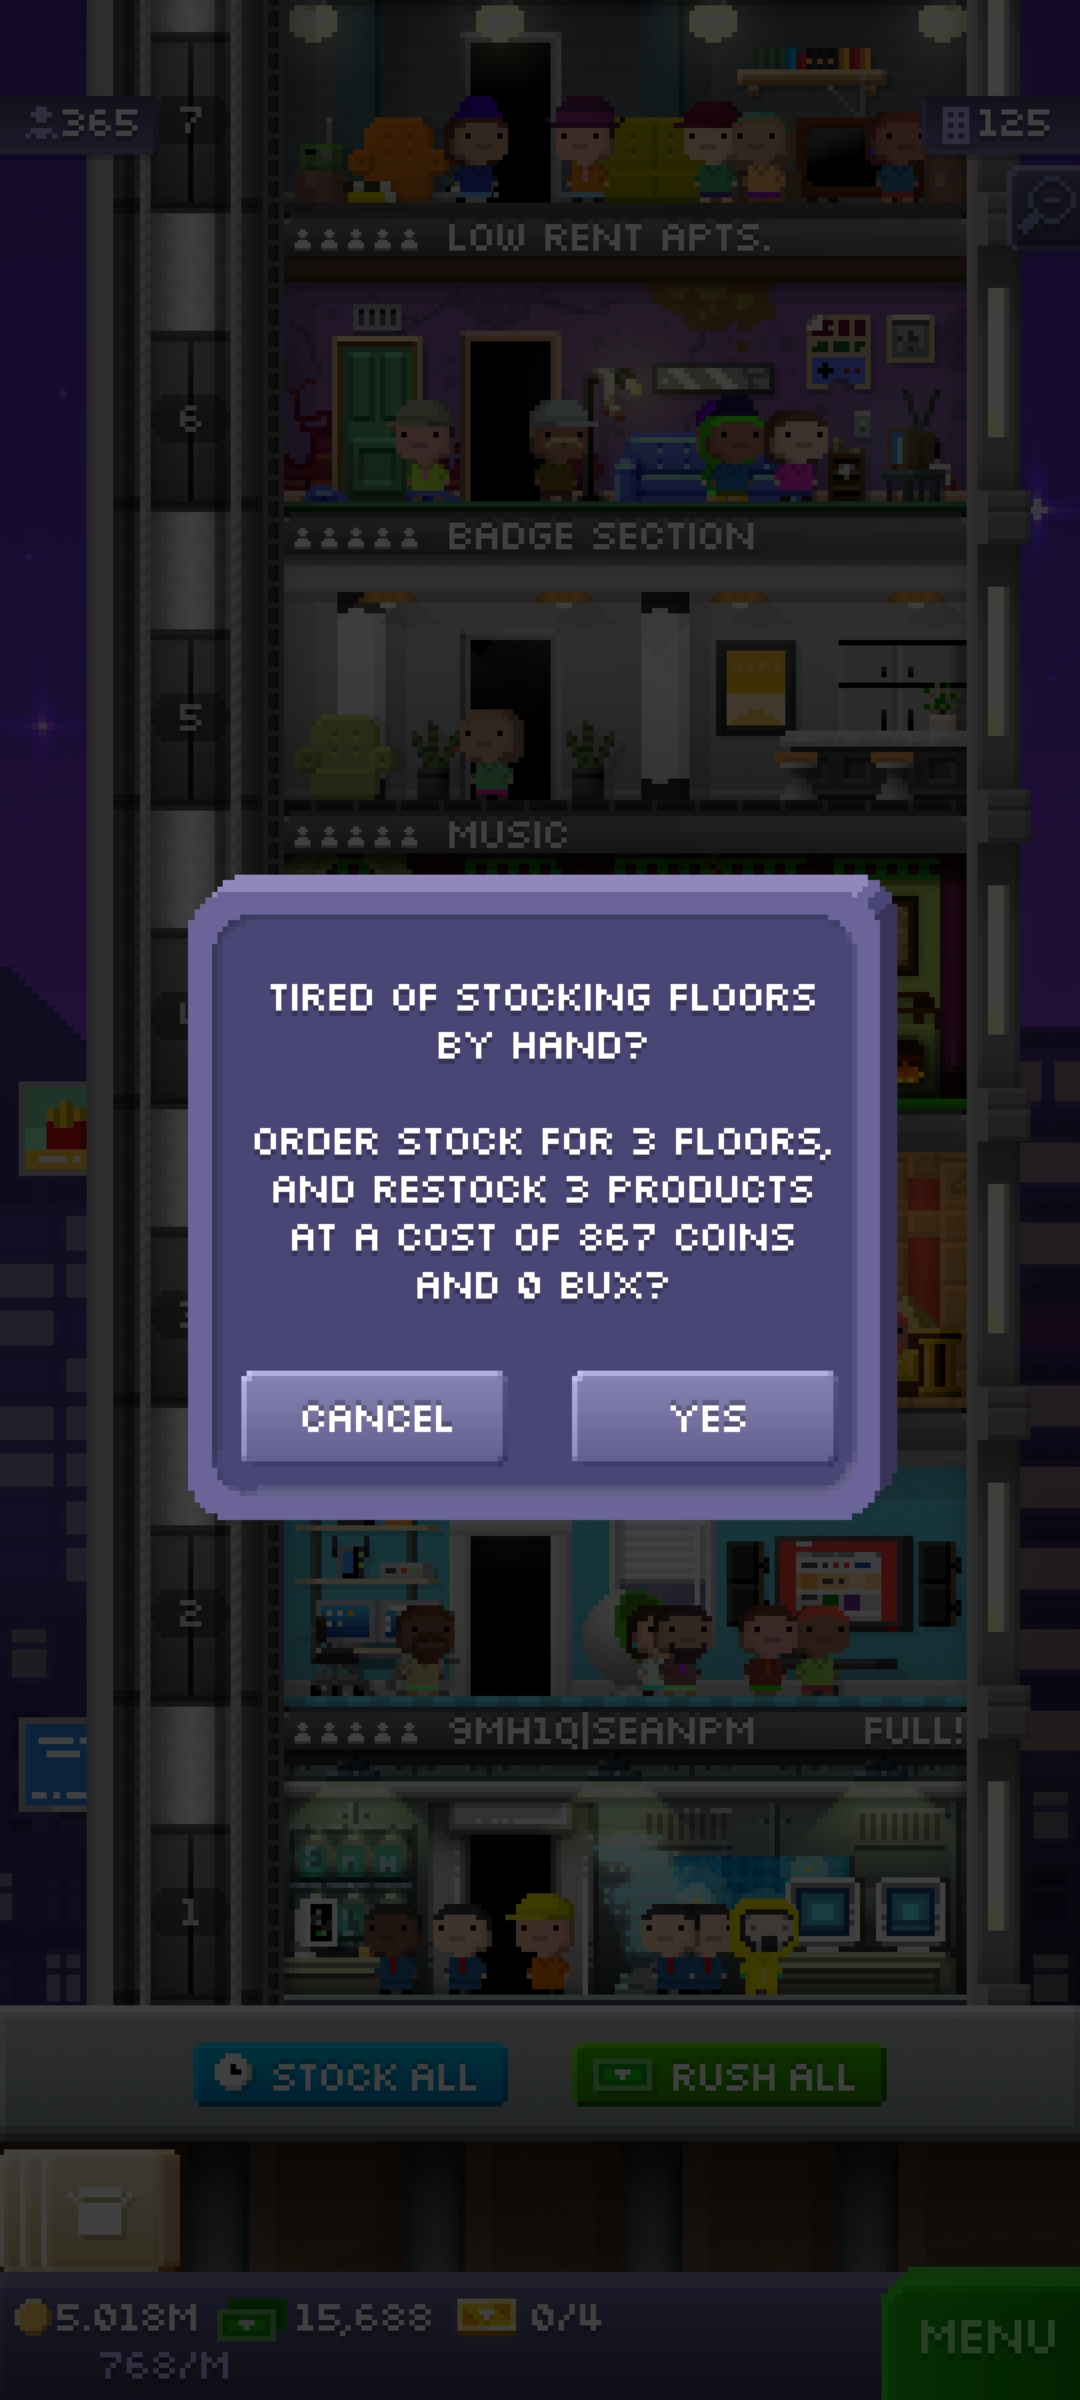 365
7
125
LOW RENT APTS.
6
BADGE SECTION
5
MUSIC
TIRED OF STOCKING FLOORS
BY HAND?
ORDER STOCK FOR 3 FLOORS,
AND RESTOCK 3 PRODUCTS
AT A COST OF 867 COINS
AND 0 BUX?
CANCEL
YES
2
9MH1Q|SEANPM
FULL!
1
STOCK ALL
RUSH ALL
5.018M
15,688
0/4
768/M
MENU